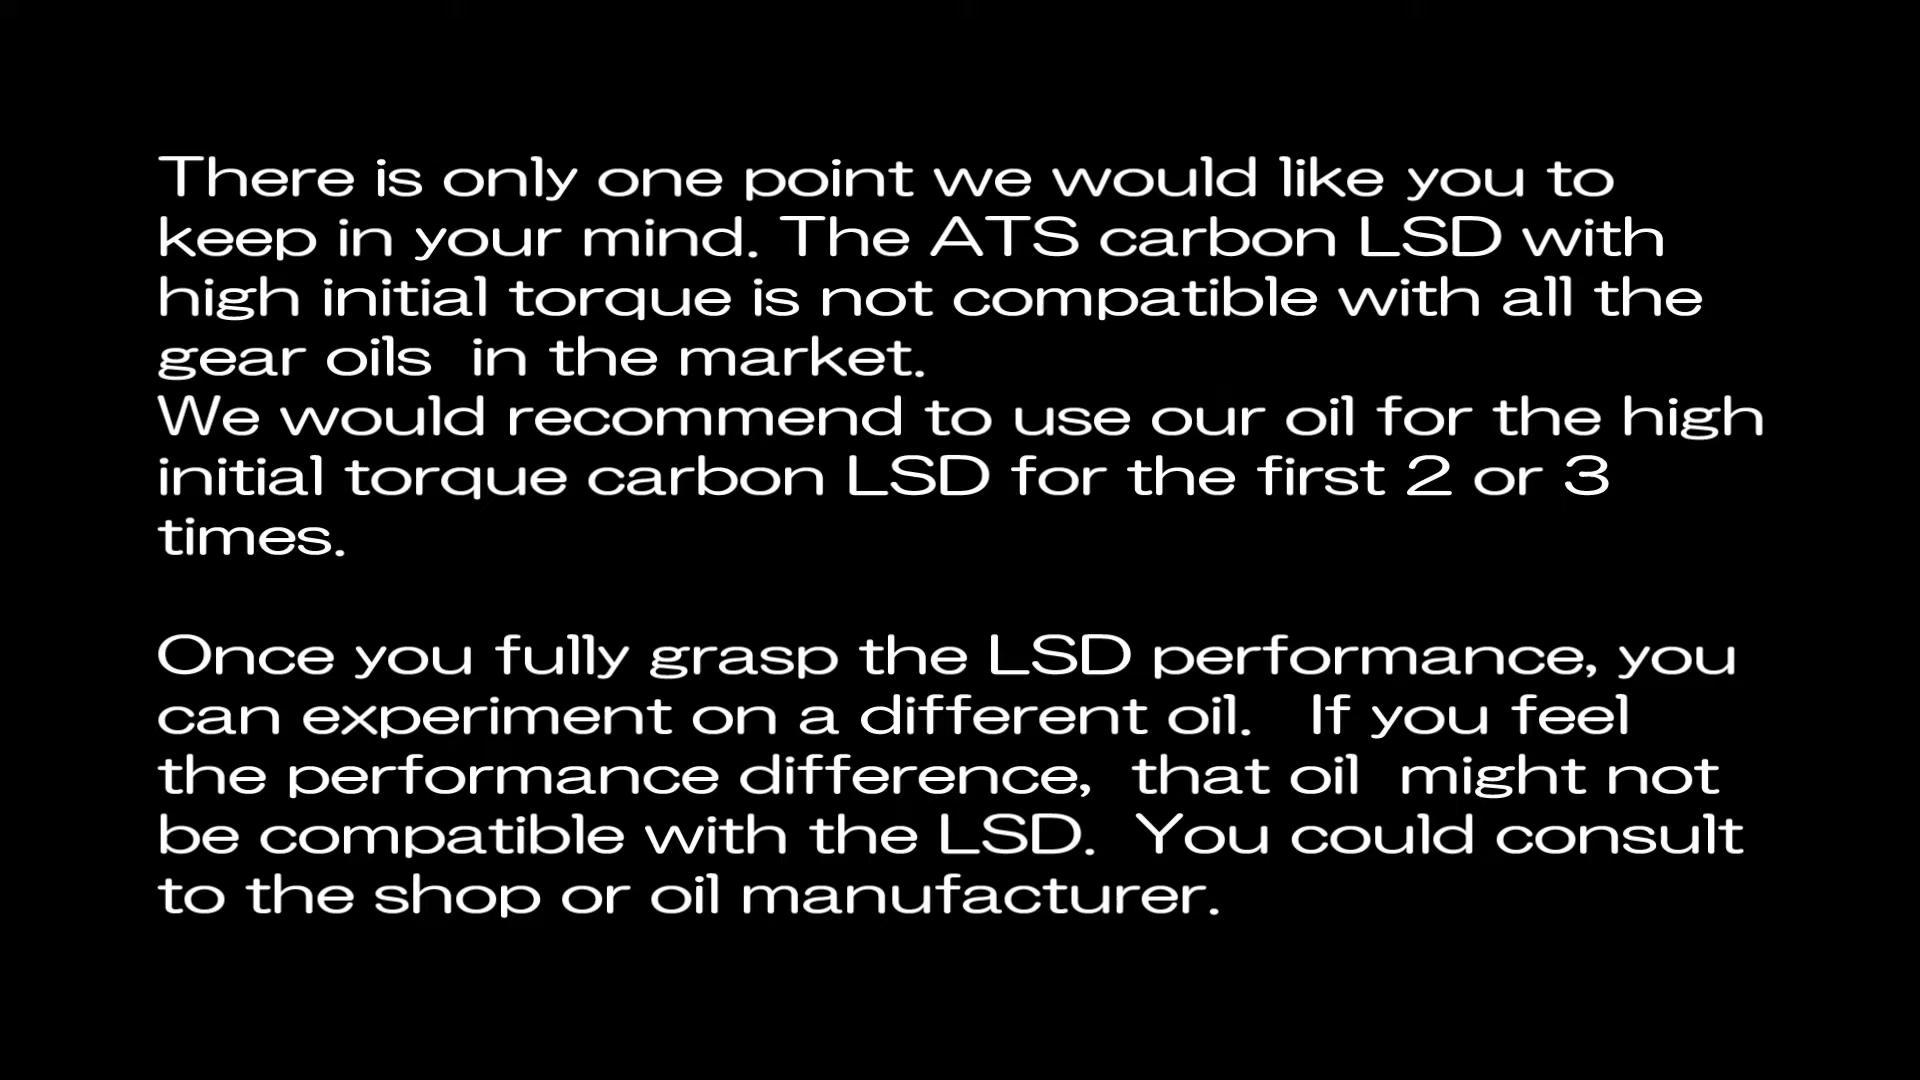 There is only one point we would like you to
keep in your mind. The ATS carbon LSD with
high initial torque is not compatible with all the
gear oils  in the market.
We would recommend to use our oil for the high
initial torque carbon LSD for the first 2 or 3
times.

Once you fully grasp the LSD performance, you
can experiment on a different oil.   If you feel
the performance difference,  that oil  might not
be compatible with the LSD.  You could consult
to the shop or oil manufacturer.